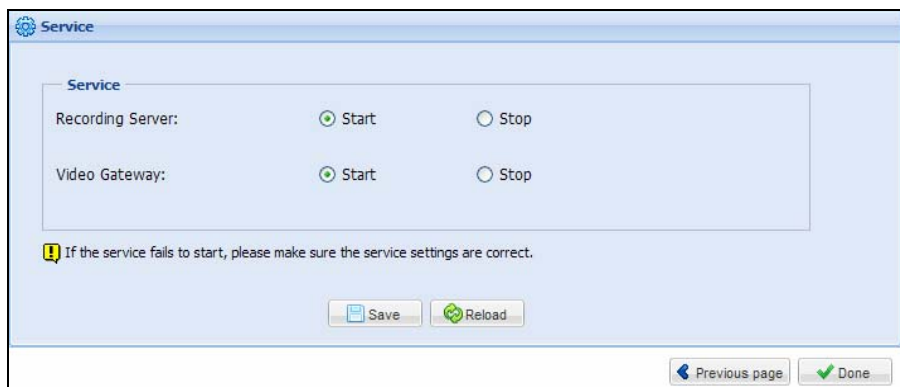 Service
Service
Recording Server: Start Stop
Video Gateway: Start Stop
If the service fails to start, please make sure the service settings are correct.
Save Reload
Previous page Done